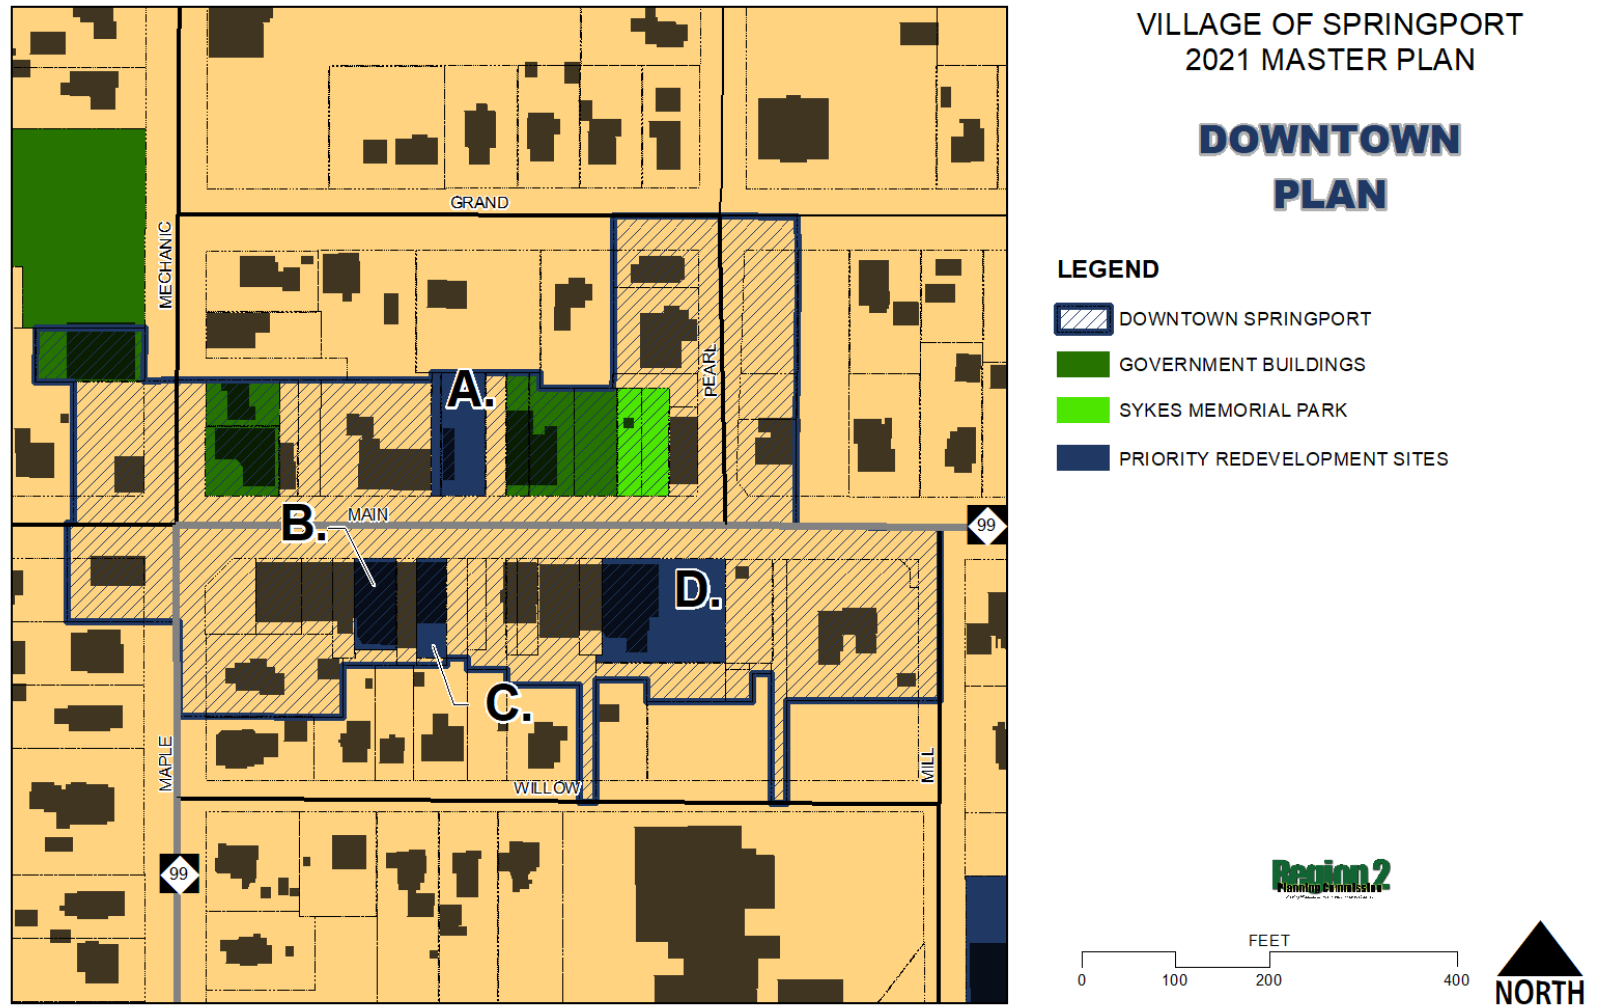 VILLAGE OF SPRINGPORT
2021 MASTER PLAN
DOWNTOWN
PLAN
LEGEND
DOWNTOWN SPRINGPORT
GOVERNMENT BUILDINGS
SYKES MEMORIAL PARK
PRIORITY REDEVELOPMENT SITES
GRAND
MECHANIC
PEARL
A.
B.
MAIN
99
D.
C.
MAPLE
WILLOW
MILL
99
Region 2
Planning Commission
FEET
0 100 200 400
NORTH